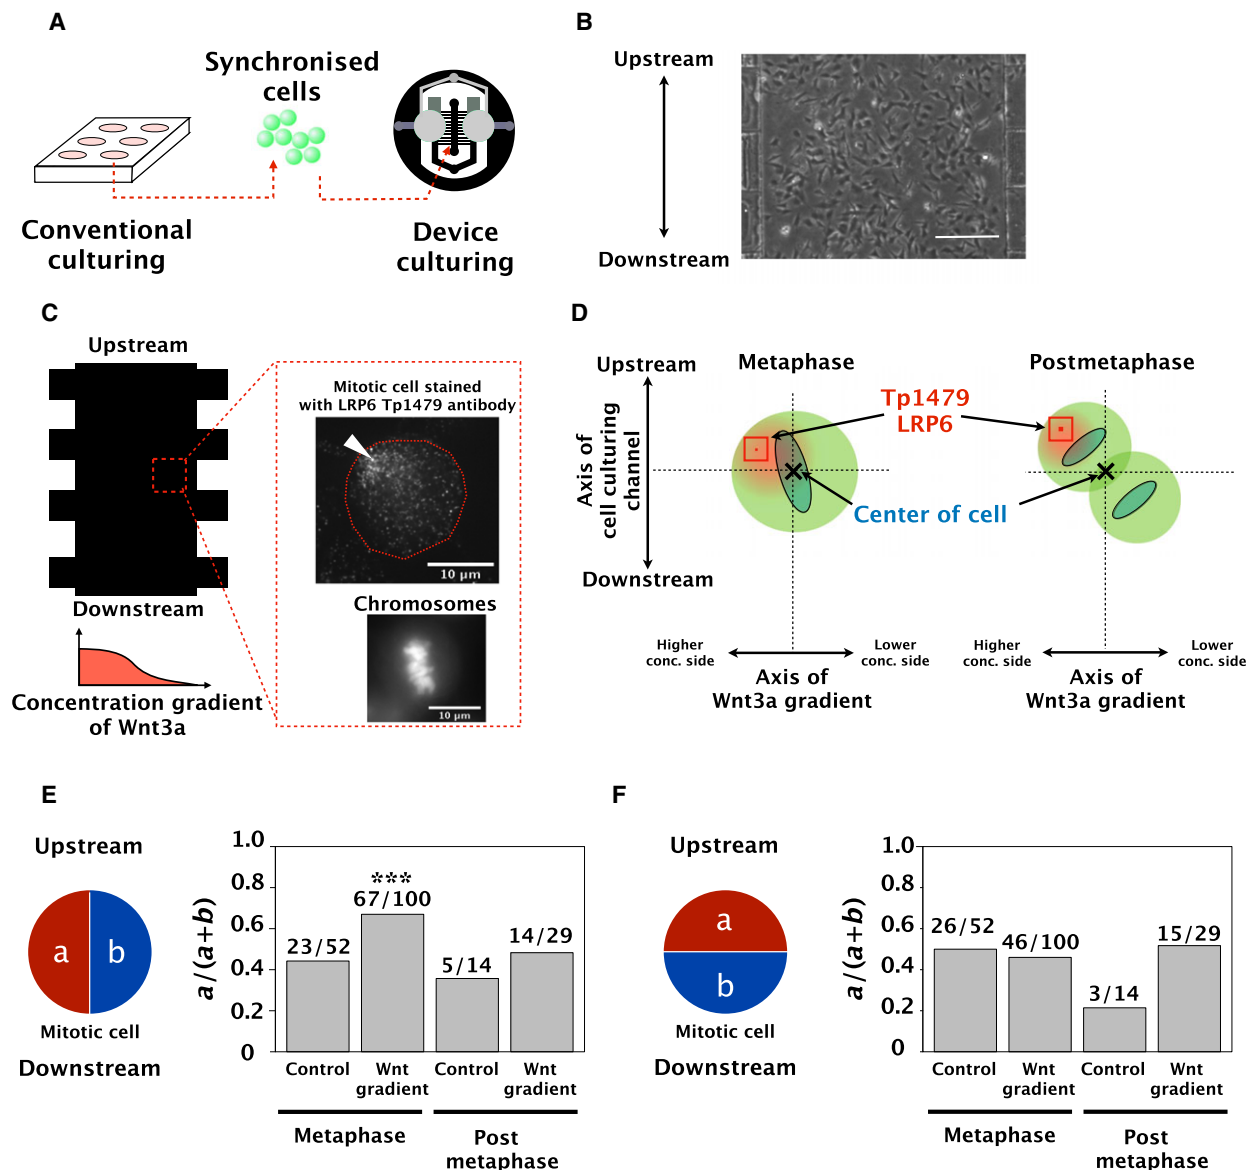 A
Synchronised
cells
Conventional
culturing
Device
culturing
B
Upstream
Downstream
C
Upstream
Downstream
Concentration gradient
of Wnt3a
Mitotic cell stained
with LRP6 Tp1479 antibody
10 µm
Chromosomes
10 µm
D
Upstream
Axis of
cell culturing
channel
Downstream
Metaphase
Postmetaphase
Tp1479
LRP6
Center of cell
Higher
conc. side
Lower
conc. side
Axis of
Wnt3a gradient
Higher
conc. side
Lower
conc. side
Axis of
Wnt3a gradient
E
Upstream
a
b
Mitotic cell
Downstream
a/(a+b)
1.0
0.8
0.6
0.4
0.2
0
23/52
***
67/100
5/14
14/29
Control
Wnt
gradient
Control
Wnt
gradient
Metaphase
Post
metaphase
F
Upstream
a
b
Mitotic cell
Downstream
a/(a+b)
1.0
0.8
0.6
0.4
0.2
0
26/52
46/100
3/14
15/29
Control
Wnt
gradient
Control
Wnt
gradient
Metaphase
Post
metaphase